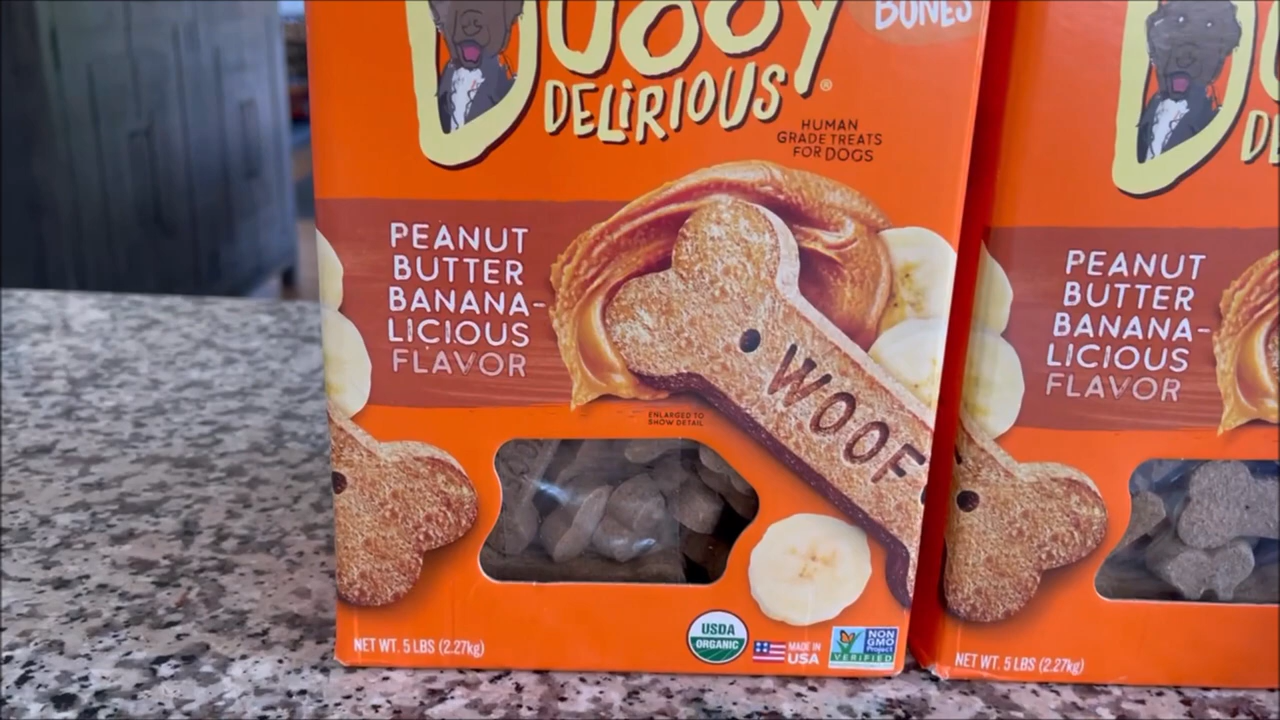 BONES
DELIRIOUS®
HUMAN
GRADE TREATS
FOR DOGS
PEANUT
BUTTER
BANANA-
LICIOUS
FLAVOR
WOOF
ENLARGED TO
SHOW DETAIL
NET WT. 5 LBS (2.27kg)
USDA
ORGANIC
MADE IN
USA
NON
GMO
Project
VERIFIED
PEANUT
BUTTER
BANANA-
LICIOUS
FLAVOR
NET WT. 5 LBS (2.27kg)